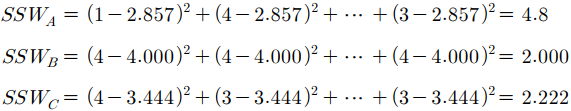 SSW_A = (1 − 2.857)² + (4 − 2.857)² + ⋯ + (3 − 2.857)² = 4.8
SSW_B = (4 − 4.000)² + (4 − 4.000)² + ⋯ + (4 − 4.000)² = 2.000
SSW_C = (4 − 3.444)² + (3 − 3.444)² + ⋯ + (3 − 3.444)² = 2.222